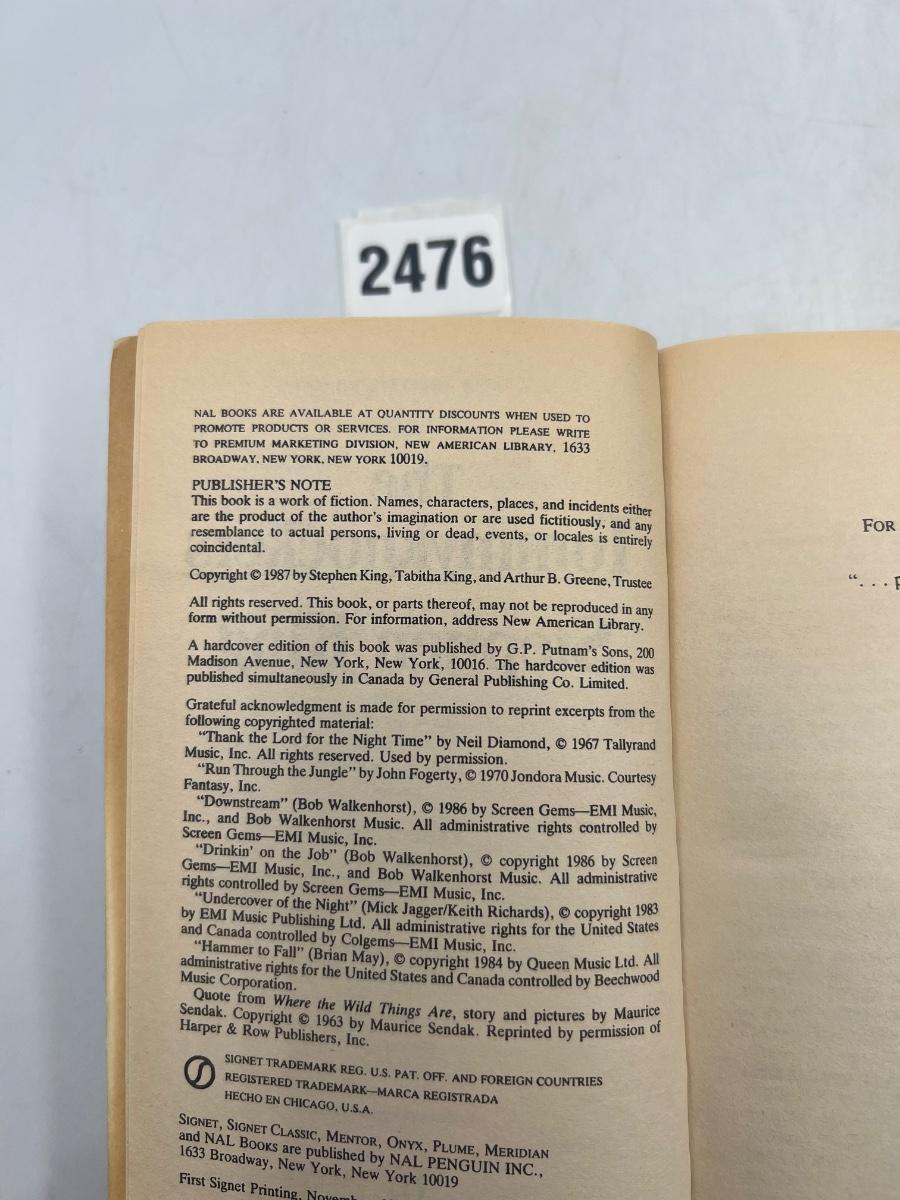 2476
NAL BOOKS ARE AVAILABLE AT QUANTITY DISCOUNTS WHEN USED TO
PROMOTE PRODUCTS OR SERVICES. FOR INFORMATION PLEASE WRITE
TO PREMIUM MARKETING DIVISION, NEW AMERICAN LIBRARY, 1633
BROADWAY, NEW YORK, NEW YORK 10019.
PUBLISHER'S NOTE
This book is a work of fiction. Names, characters, places, and incidents either
are the product of the author's imagination or are used fictitiously, and any
resemblance to actual persons, living or dead, events, or locales is entirely
coincidental.
Copyright © 1987 by Stephen King, Tabitha King, and Arthur B. Greene, Trustee
All rights reserved. This book, or parts thereof, may not be reproduced in any
form without permission. For information, address New American Library.
A hardcover edition of this book was published by G.P. Putnam's Sons, 200
Madison Avenue, New York, New York, 10016. The hardcover edition was
published simultaneously in Canada by General Publishing Co. Limited.
Grateful acknowledgment is made for permission to reprint excerpts from the
following copyrighted material:
"Thank the Lord for the Night Time" by Neil Diamond, © 1967 Tallyrand
Music, Inc. All rights reserved. Used by permission.
"Run Through the Jungle" by John Fogerty, © 1970 Jondora Music. Courtesy
Fantasy, Inc.
"Downstream" (Bob Walkenhorst), © 1986 by Screen Gems—EMI Music,
Inc., and Bob Walkenhorst Music. All administrative rights controlled by
Screen Gems—EMI Music, Inc.
"Drinkin' on the Job" (Bob Walkenhorst), © copyright 1986 by Screen
Gems—EMI Music, Inc., and Bob Walkenhorst Music. All administrative
rights controlled by Screen Gems—EMI Music, Inc.
"Undercover of the Night" (Mick Jagger/Keith Richards), © copyright 1983
by EMI Music Publishing Ltd. All administrative rights for the United States
and Canada controlled by Colgems—EMI Music, Inc.
"Hammer to Fall" (Brian May), © copyright 1984 by Queen Music Ltd. All
administrative rights for the United States and Canada controlled by Beechwood
Music Corporation.
Quote from Where the Wild Things Are, story and pictures by Maurice
Sendak. Copyright © 1963 by Maurice Sendak. Reprinted by permission of
Harper & Row Publishers, Inc.
SIGNET TRADEMARK REG. U.S. PAT. OFF. AND FOREIGN COUNTRIES
REGISTERED TRADEMARK—MARCA REGISTRADA
HECHO EN CHICAGO, U.S.A.
SIGNET, SIGNET CLASSIC, MENTOR, ONYX, PLUME, MERIDIAN
and NAL BOOKS are published by NAL PENGUIN INC.,
1633 Broadway, New York, New York 10019
First Signet Printing,
FOR
"...